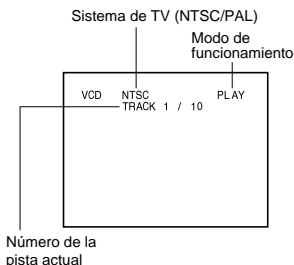 Sistema de TV (NTSC/PAL)
Modo de
funcionamiento
VCD NTSC PLAY
TRACK 1 / 10
Número de la
pista actual